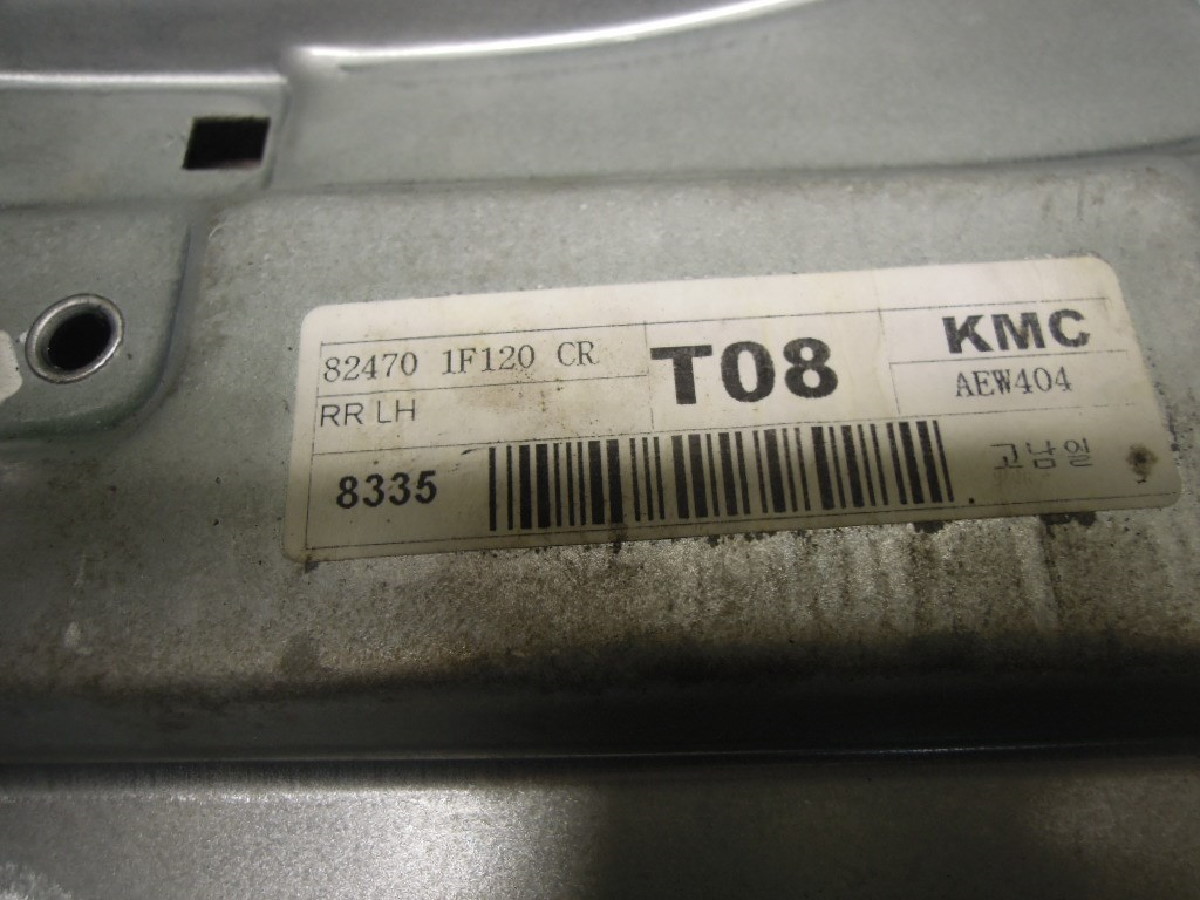 82470 1F120 CR
RR LH
T08
KMC
AEW404
8335
고남일